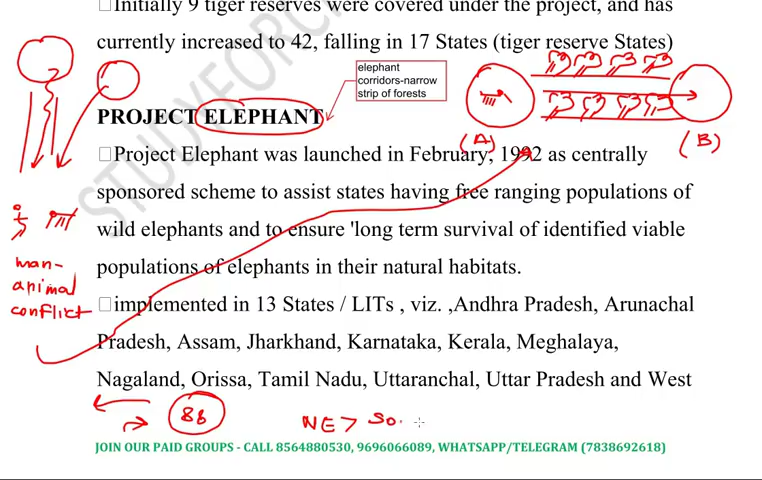 □Initially 9 tiger reserves were covered under the project, and has
currently increased to 42, falling in 17 States (tiger reserve States)
elephant
corridors-narrow
strip of forests
PROJECT ELEPHANT
(A)
(B)
□Project Elephant was launched in February, 1992 as centrally
sponsored scheme to assist states having free ranging populations of
wild elephants and to ensure 'long term survival of identified viable
populations of elephants in their natural habitats.
man-
animal
conflict
□implemented in 13 States / LITs , viz. ,Andhra Pradesh, Arunachal
Pradesh, Assam, Jharkhand, Karnataka, Kerala, Meghalaya,
Nagaland, Orissa, Tamil Nadu, Uttaranchal, Uttar Pradesh and West
88
NE > So.
JOIN OUR PAID GROUPS - CALL 8564880530, 9696066089, WHATSAPP/TELEGRAM (7838692618)